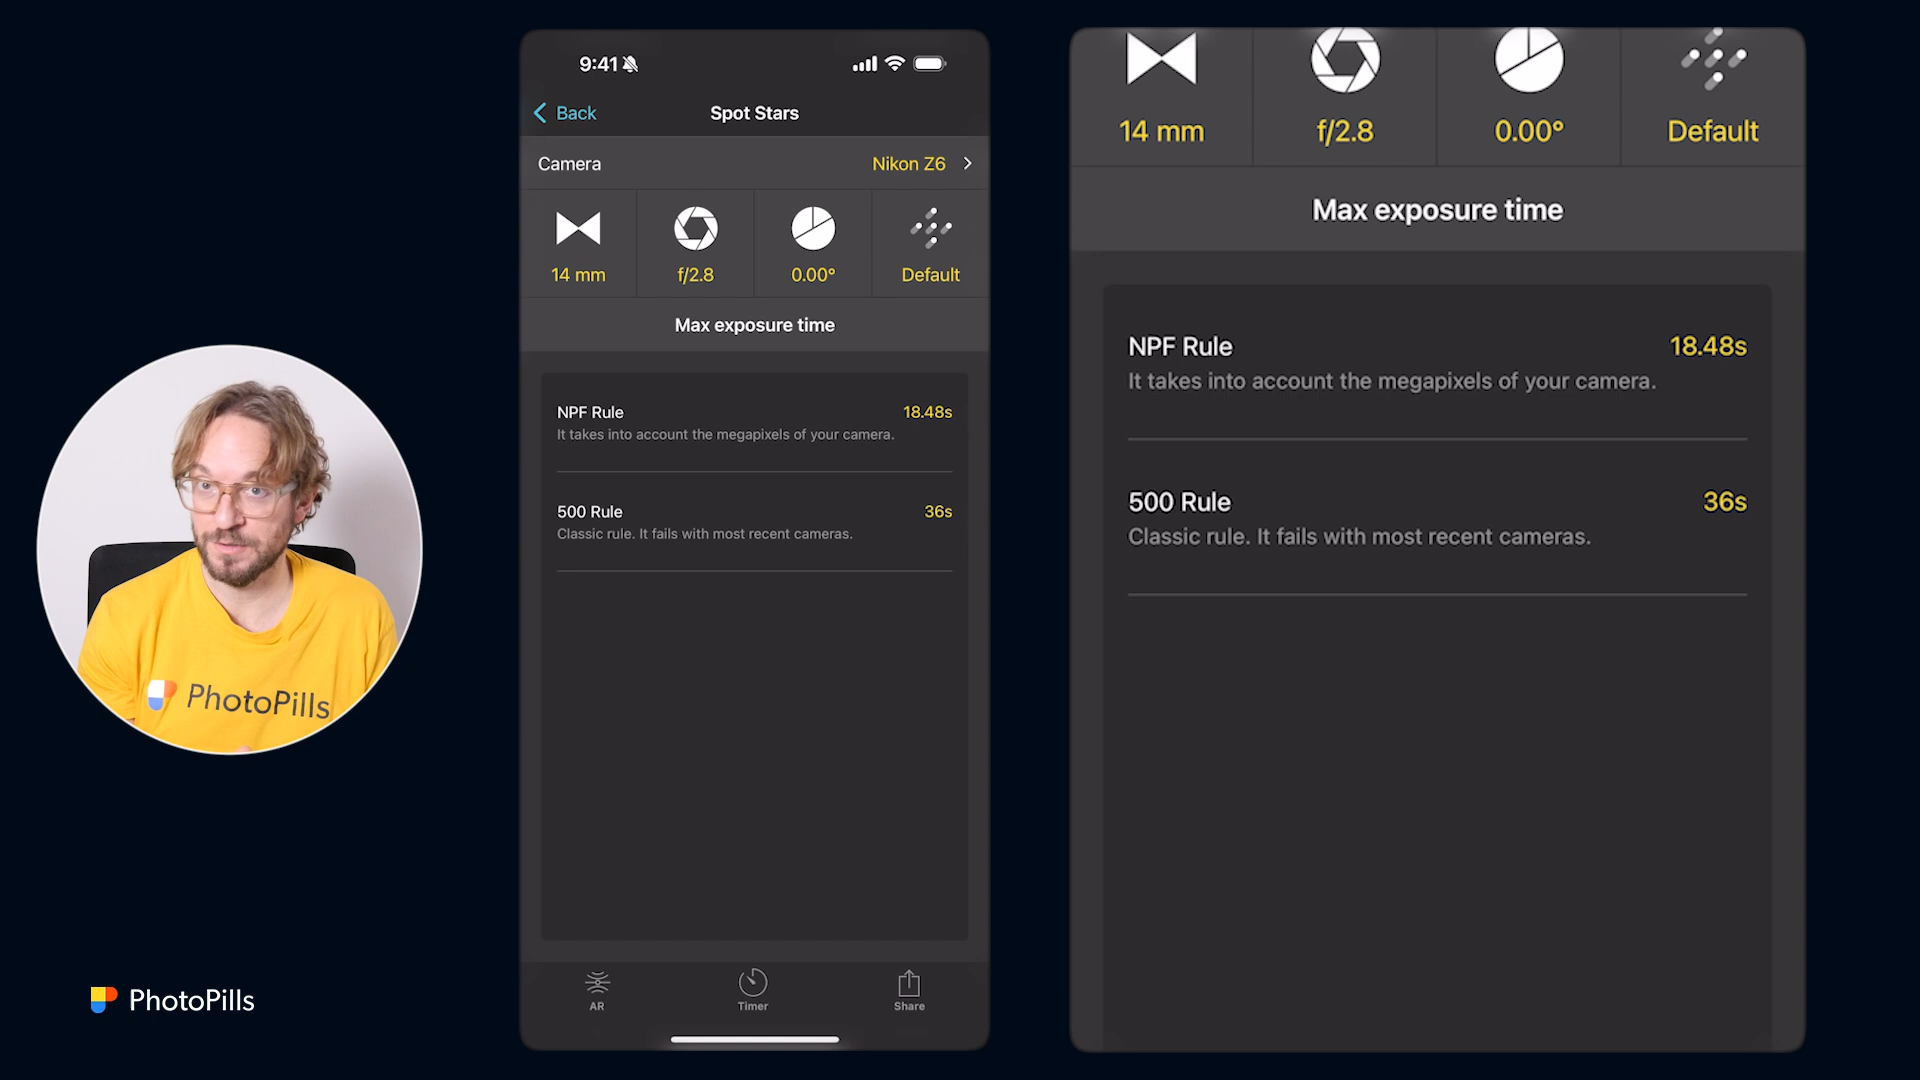 9:41
Back
Spot Stars
Camera
Nikon Z6
14 mm
f/2.8
0.00°
Default
Max exposure time
NPF Rule
18.48s
It takes into account the megapixels of your camera.
500 Rule
36s
Classic rule. It fails with most recent cameras.
AR
Timer
Share
14 mm
f/2.8
0.00°
Default
Max exposure time
NPF Rule
18.48s
It takes into account the megapixels of your camera.
500 Rule
36s
Classic rule. It fails with most recent cameras.
PhotoPills
PhotoPills